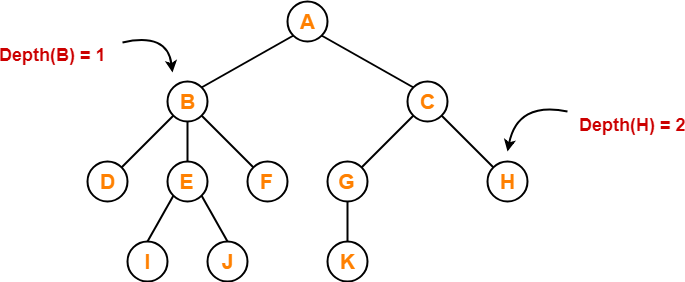 A
Depth(B) = 1
B
C
Depth(H) = 2
D
E
F
G
H
I
J
K